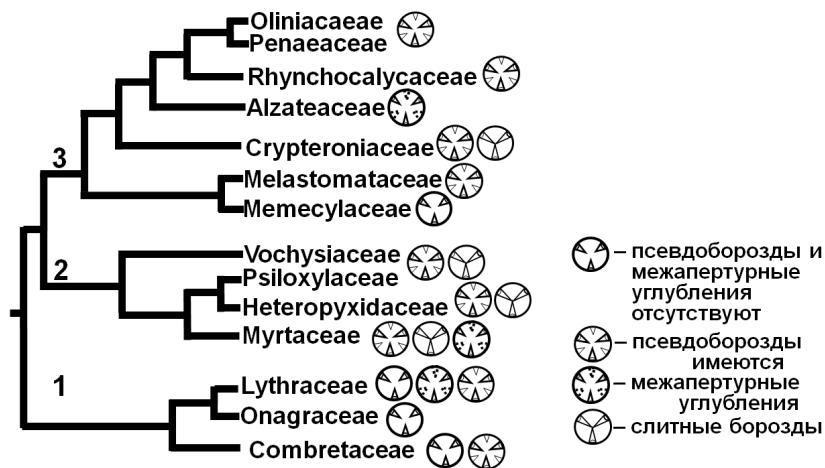 Oliniacaeae
Penaeaceae
Rhynchocalycaceae
Alzateaceae
Crypteroniaceae
3
Melastomataceae
Memecylaceae
Vochysiaceae
2
Psiloxylaceae
Heteropyxidaceae
Myrtaceae
1
Lythraceae
Onagraceae
Combretaceae
– псевдоборозды и
межапертурные
углубления
отсутствуют
– псевдоборозды
имеются
– межапертурные
углубления
– слитные борозды